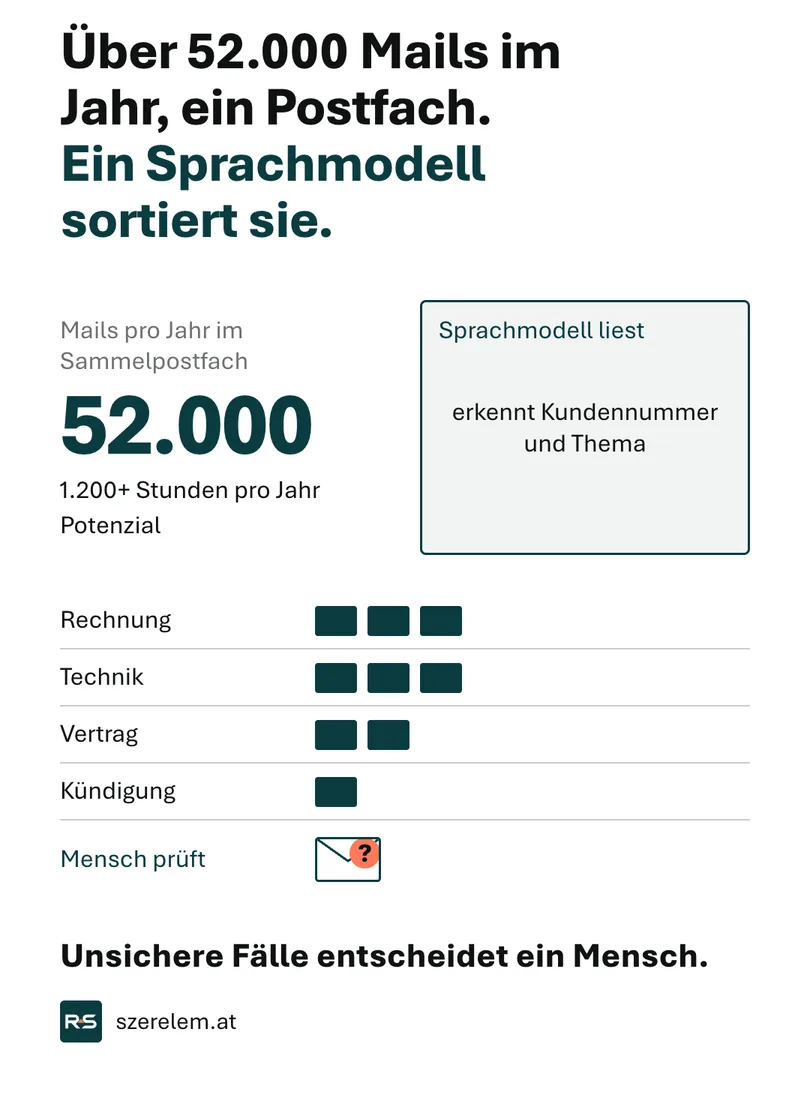 Über 52.000 Mails im
Jahr, ein Postfach.
Ein Sprachmodell
sortiert sie.
Mails pro Jahr im
Sammelpostfach
52.000
1.200+ Stunden pro Jahr
Potenzial
Sprachmodell liest
erkennt Kundennummer
und Thema
Rechnung
Technik
Vertrag
Kündigung
Mensch prüft
?
Unsichere Fälle entscheidet ein Mensch.
R·S
szerelem.at